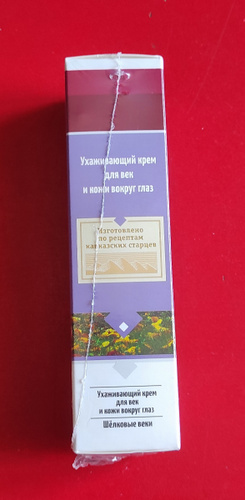 Ухаживающий крем
для век
и кожи вокруг глаз
Изготовлено
по рецептам
кавказских старцев
Ухаживающий крем
для век
и кожи вокруг глаз
Шёлковые веки